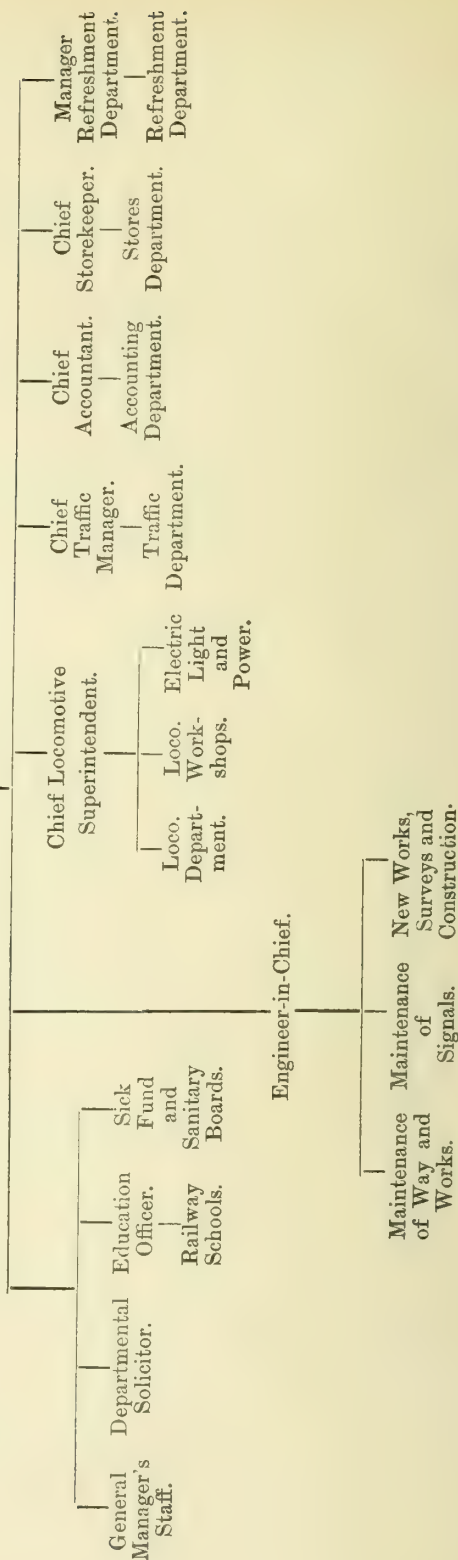 General
Manager's
Staff.
Departmental
Solicitor.
Education
Officer.
Railway
Schools.
Sick
Fund
and
Sanitary
Boards.
Engineer-in-Chief.
Maintenance
of Way and
Works.
Maintenance
of
Signals.
New Works,
Surveys and
Construction.
Chief Locomotive
Superintendent.
Loco.
Depart-
ment.
Loco.
Work-
shops.
Electric
Light
and
Power.
Chief
Traffic
Manager.
Traffic
Department.
Chief
Accountant.
Accounting
Department.
Chief
Storekeeper.
Stores
Department.
Manager
Refreshment
Department.
Refreshment
Department.